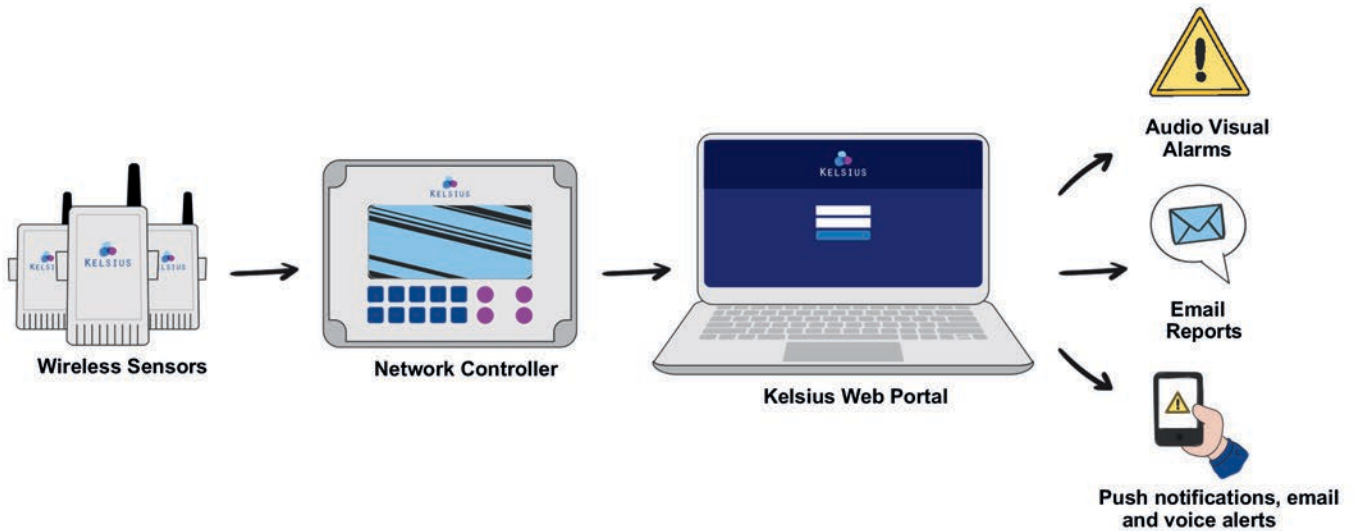 KELSIUS
KELSIUS
KELSIUS
Wireless Sensors
KELSIUS
Network Controller
KELSIUS
Kelsius Web Portal
Audio Visual
Alarms
Email
Reports
Push notifications, email
and voice alerts